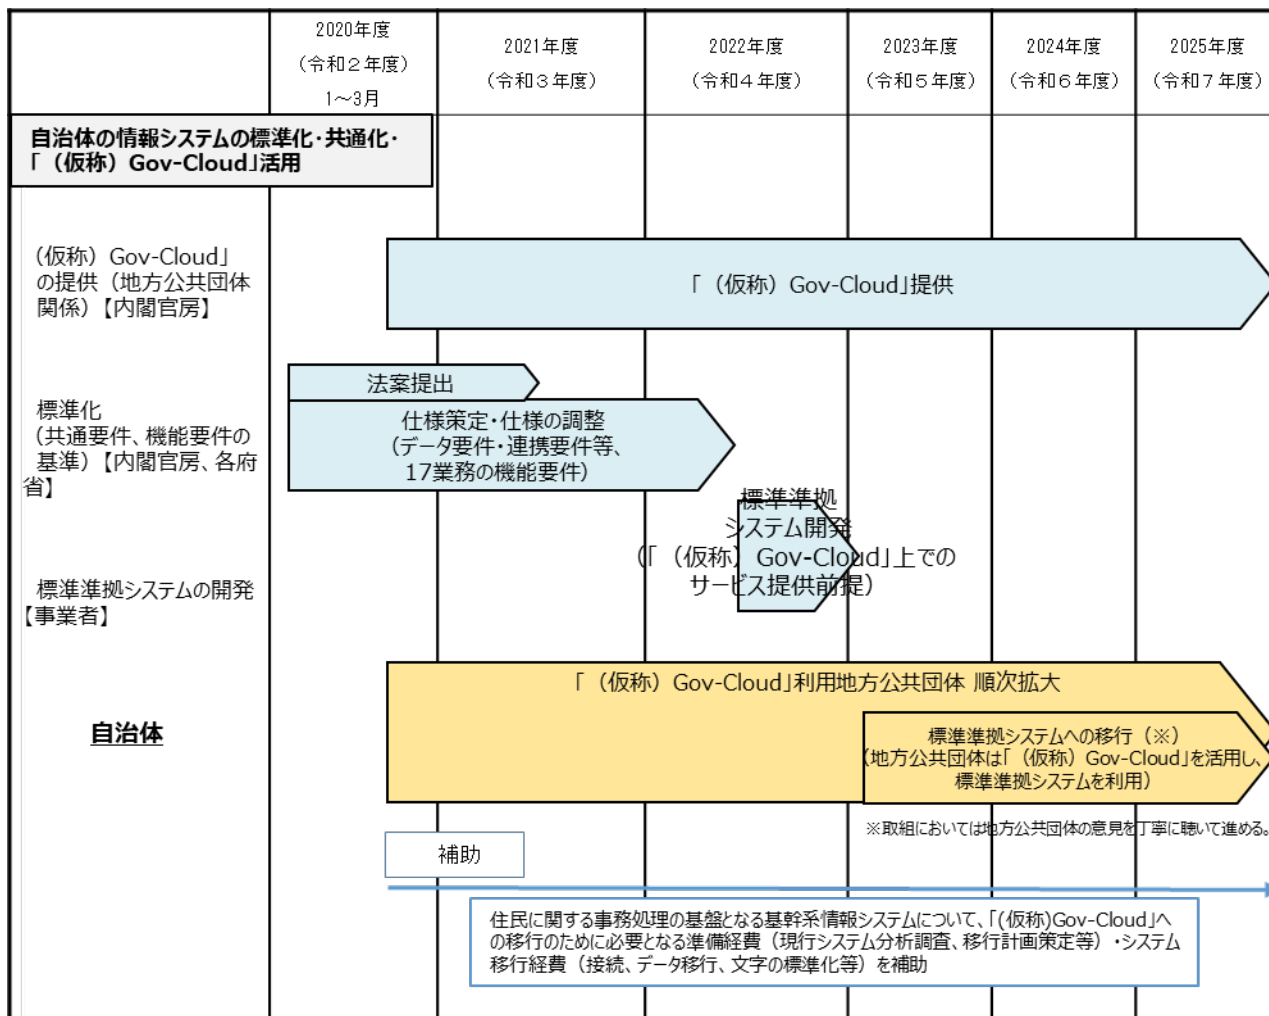 2020年度
（令和２年度）
1～3月
2021年度
（令和３年度）
2022年度
（令和４年度）
2023年度
（令和５年度）
2024年度
（令和６年度）
2025年度
（令和７年度）
自治体の情報システムの標準化・共通化・
「（仮称）Gov-Cloud」活用
（仮称）Gov-Cloud」
の提供（地方公共団体
関係）【内閣官房】
「（仮称）Gov-Cloud」提供
法案提出
標準化
（共通要件、機能要件の
基準）【内閣官房、各府
省】
仕様策定・仕様の調整
（データ要件・連携要件等、
17業務の機能要件）
標準準拠
システム開発
（「（仮称）Gov-Cloud」上での
サービス提供前提）
標準準拠システムの開発
【事業者】
「（仮称）Gov-Cloud」利用地方公共団体 順次拡大
自治体
標準準拠システムへの移行（※）
（地方公共団体は「（仮称）Gov-Cloud」を活用し、
標準準拠システムを利用）
※取組においては地方公共団体の意見を丁寧に聴いて進める。
補助
住民に関する事務処理の基盤となる基幹系情報システムについて、「(仮称)Gov-Cloud」へ
の移行のために必要となる準備経費（現行システム分析調査、移行計画策定等）・システム
移行経費（接続、データ移行、文字の標準化等）を補助